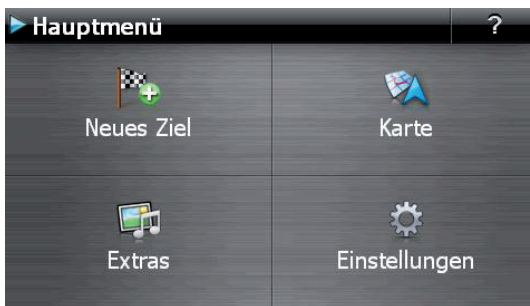 Hauptmenü
?
Neues Ziel
Karte
Extras
Einstellungen